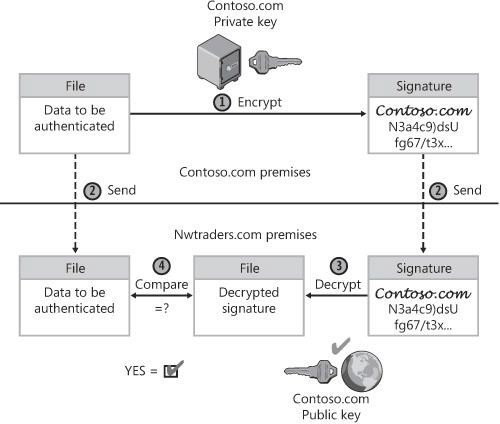 Contoso.com
Private key
File
Data to be
authenticated
1 Encrypt
Signature
Contoso.com
N3a4c9)dsU
fg67/t3x...
2 Send
Contoso.com premises
2 Send
Nwtraders.com premises
File
Data to be
authenticated
4
Compare
=?
File
Decrypted
signature
3
Decrypt
Signature
Contoso.com
N3a4c9)dsU
fg67/t3x...
YES =
Contoso.com
Public key